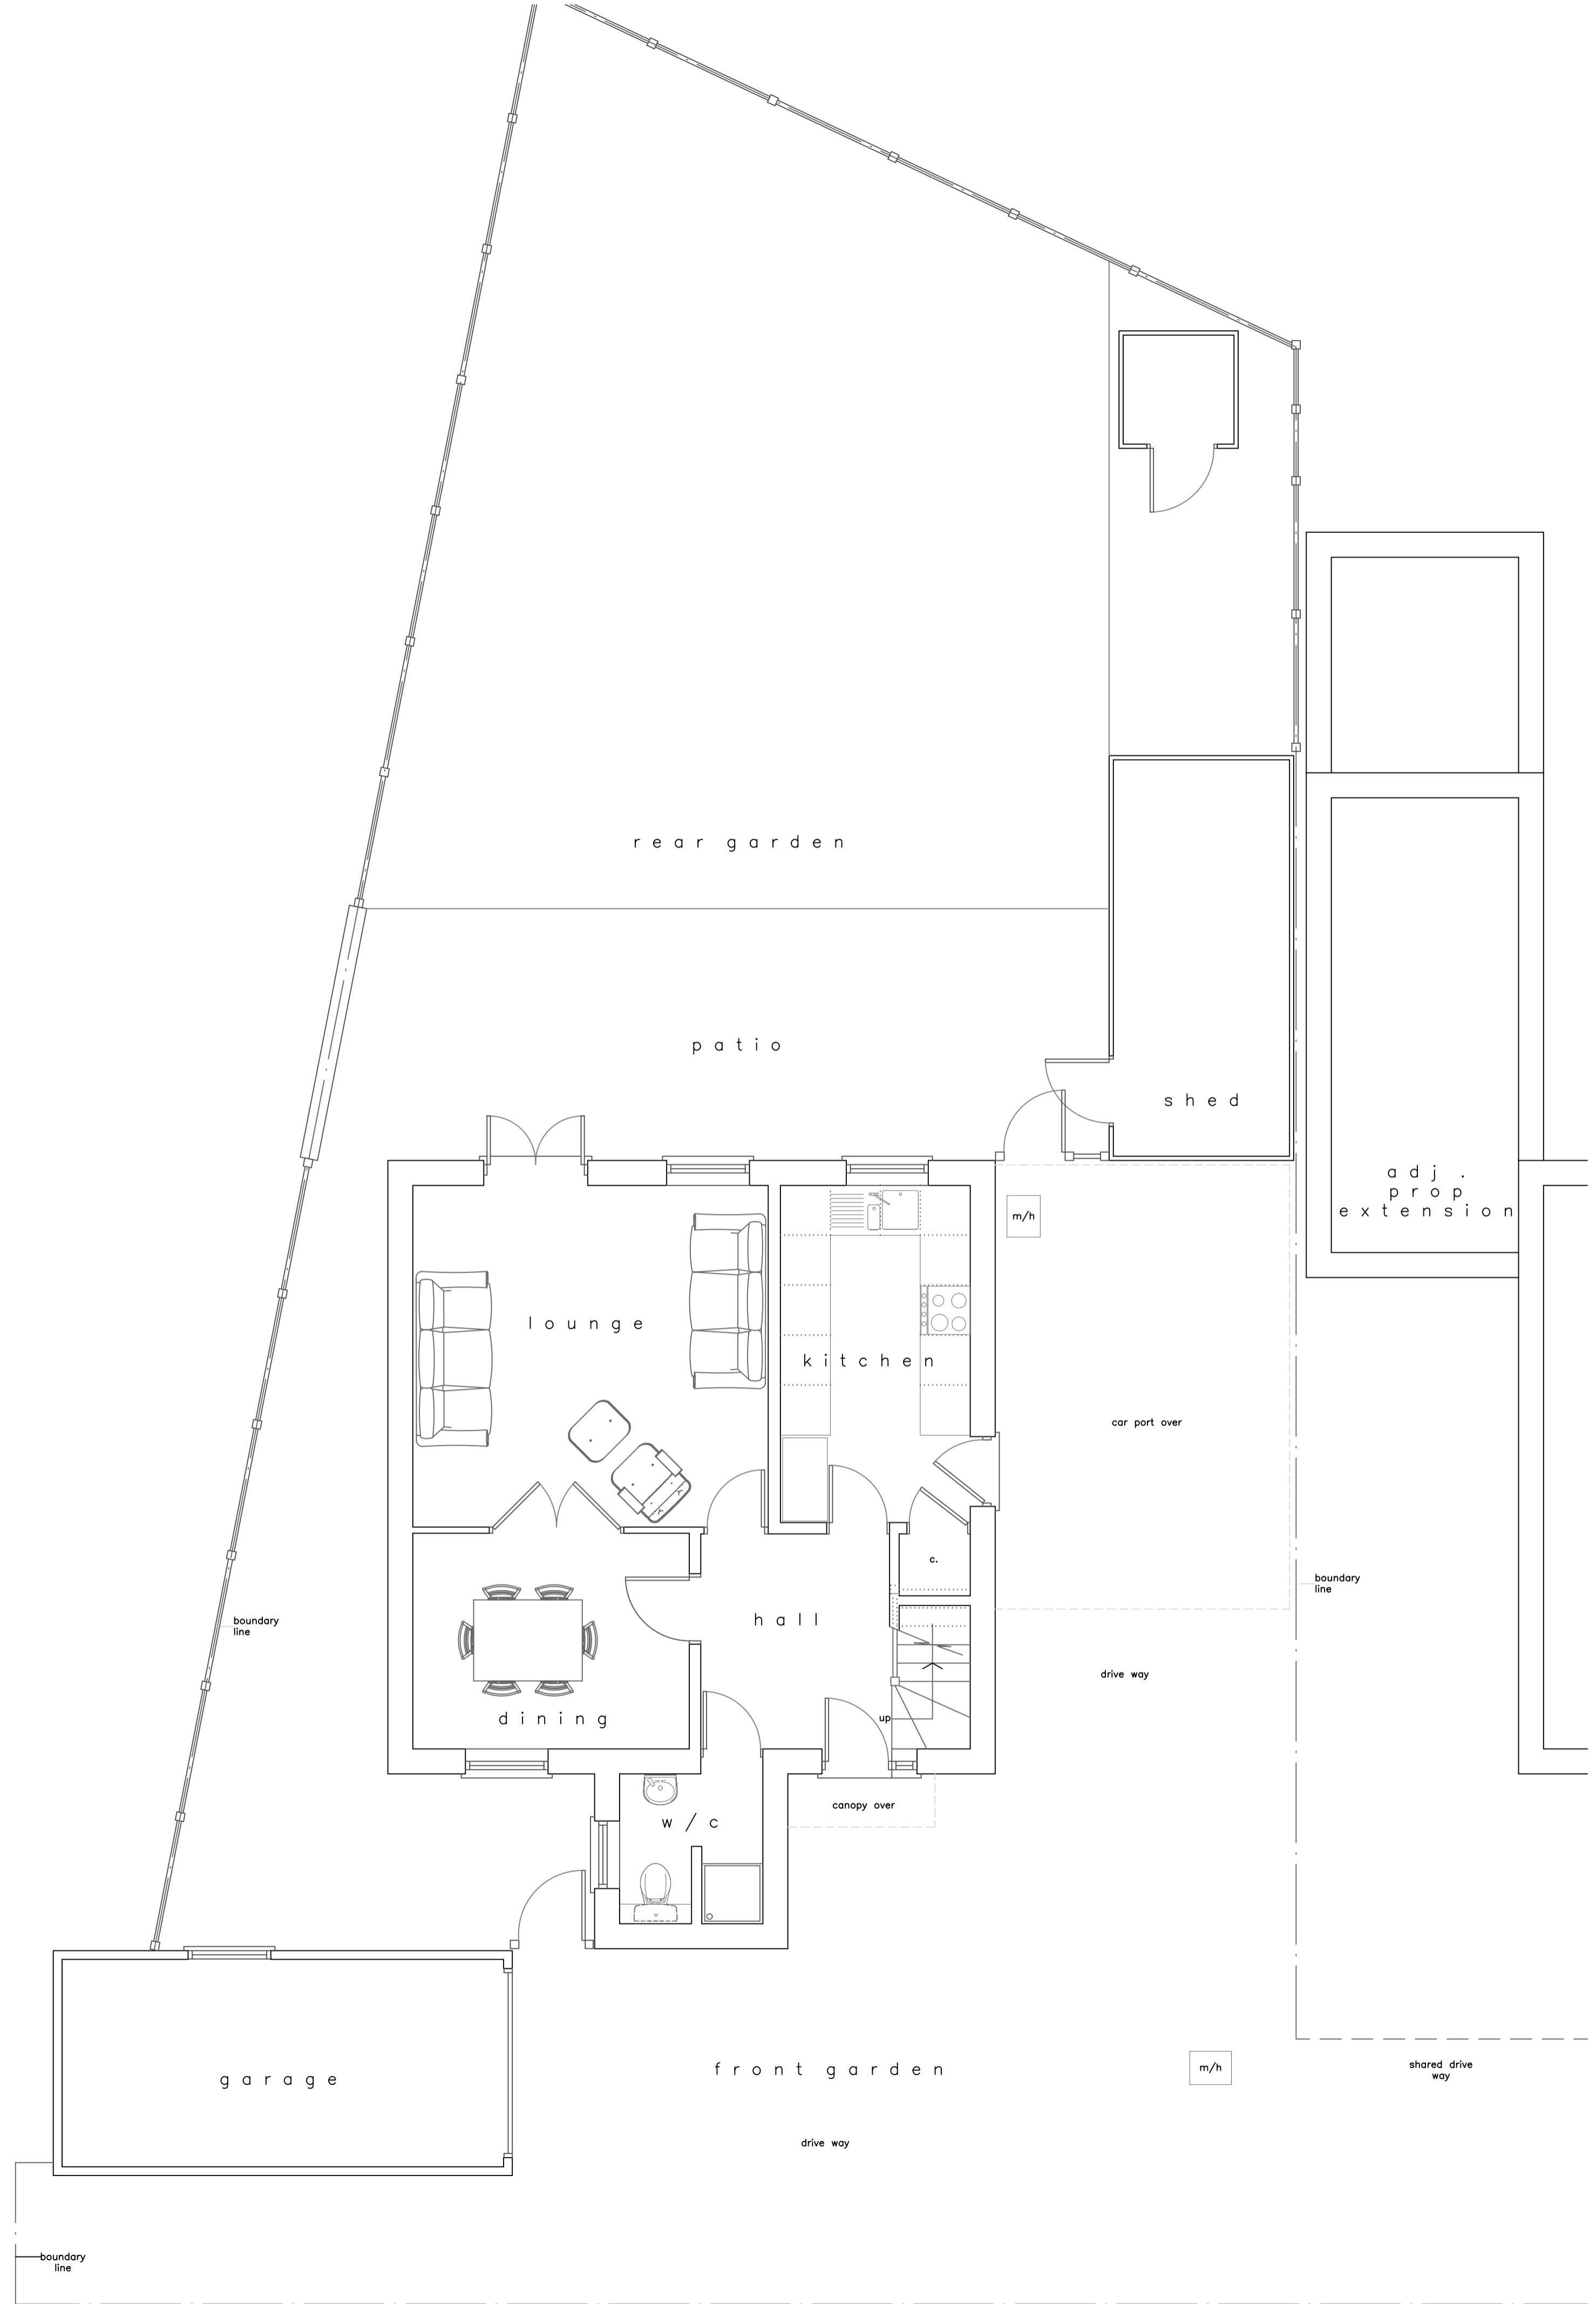 rear garden
patio
shed
adj.
prop
extension
m/h
lounge
kitchen
car port over
c.
boundary
line
boundary
line
hall
drive way
dining
up
canopy over
w/c
front garden
m/h
shared drive
way
garage
drive way
boundary
line